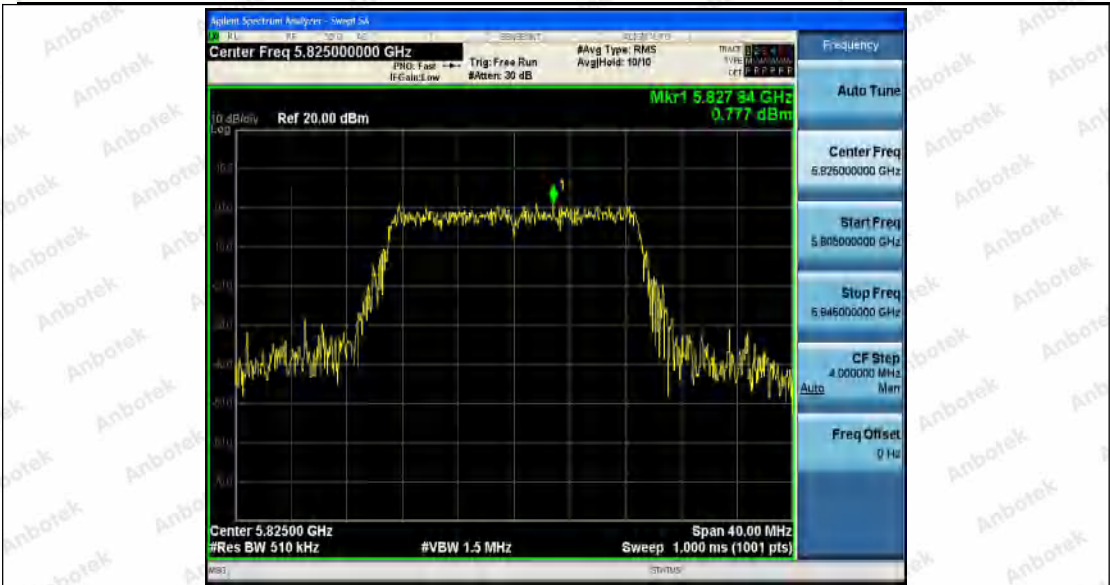 Agilent Spectrum Analyzer - Swept SA
Center Freq 5.825000000 GHz
PNO: Fast
IFGain:Low
Trig: Free Run
#Atten: 30 dB
#Avg Type: RMS
Avg|Hold: 10/10
TRACE
TYPE
DET P P P P P P
Mkr1 5.827 84 GHz
0.777 dBm
10 dB/div
Log
Ref 20.00 dBm
1
Center 5.82500 GHz
Span 40.00 MHz
#Res BW 510 kHz
#VBW 1.5 MHz
Sweep 1.000 ms (1001 pts)
MSG
STATUS
Frequency
Auto Tune
Center Freq
5.825000000 GHz
Start Freq
5.805000000 GHz
Stop Freq
5.845000000 GHz
CF Step
4.000000 MHz
Auto Man
Freq Offset
0 Hz
Anbotek